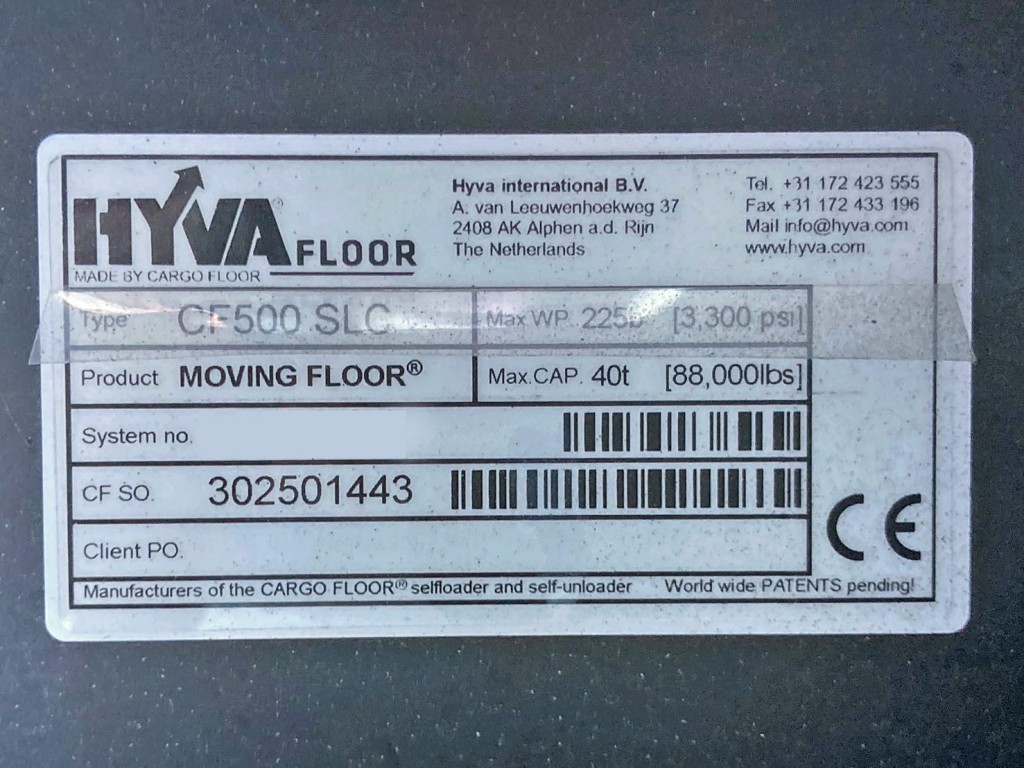 HYVA® FLOOR
MADE BY CARGO FLOOR
Hyva international B.V.
A. van Leeuwenhoekweg 37
2408 AK Alphen a.d. Rijn
The Netherlands
Tel. +31 172 423 555
Fax +31 172 433 196
Mail info@hyva.com
www.hyva.com
Type CF500 SLC Max WP. 225b [3,300 psi]
Product MOVING FLOOR® Max.CAP. 40t [88,000lbs]
System no.
CF SO. 302501443
CE
Client PO.
Manufacturers of the CARGO FLOOR® selfloader and self-unloader World wide PATENTS pending!